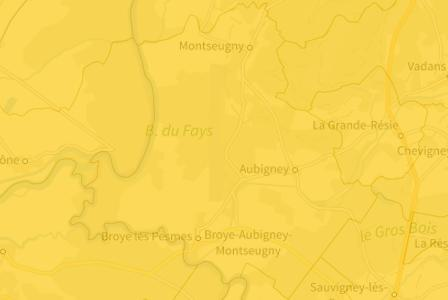 Montseugny
Vadans
B. du Fays
La Grande-Résie
Chevigney
ône
Aubigney
le Gros Bois
Broye-lès-Pesmes
Broye-Aubigney-
Montseugny
La Rés
Sauvigney-lès-